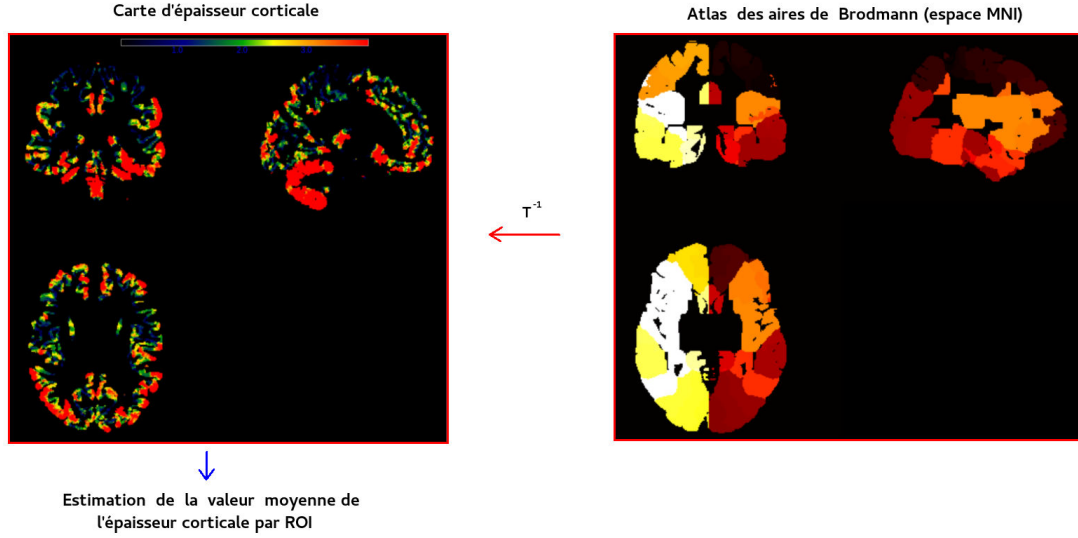 Carte d'épaisseur corticale
Atlas des aires de Brodmann (espace MNI)
T⁻¹
Estimation de la valeur moyenne de
l'épaisseur corticale par ROI